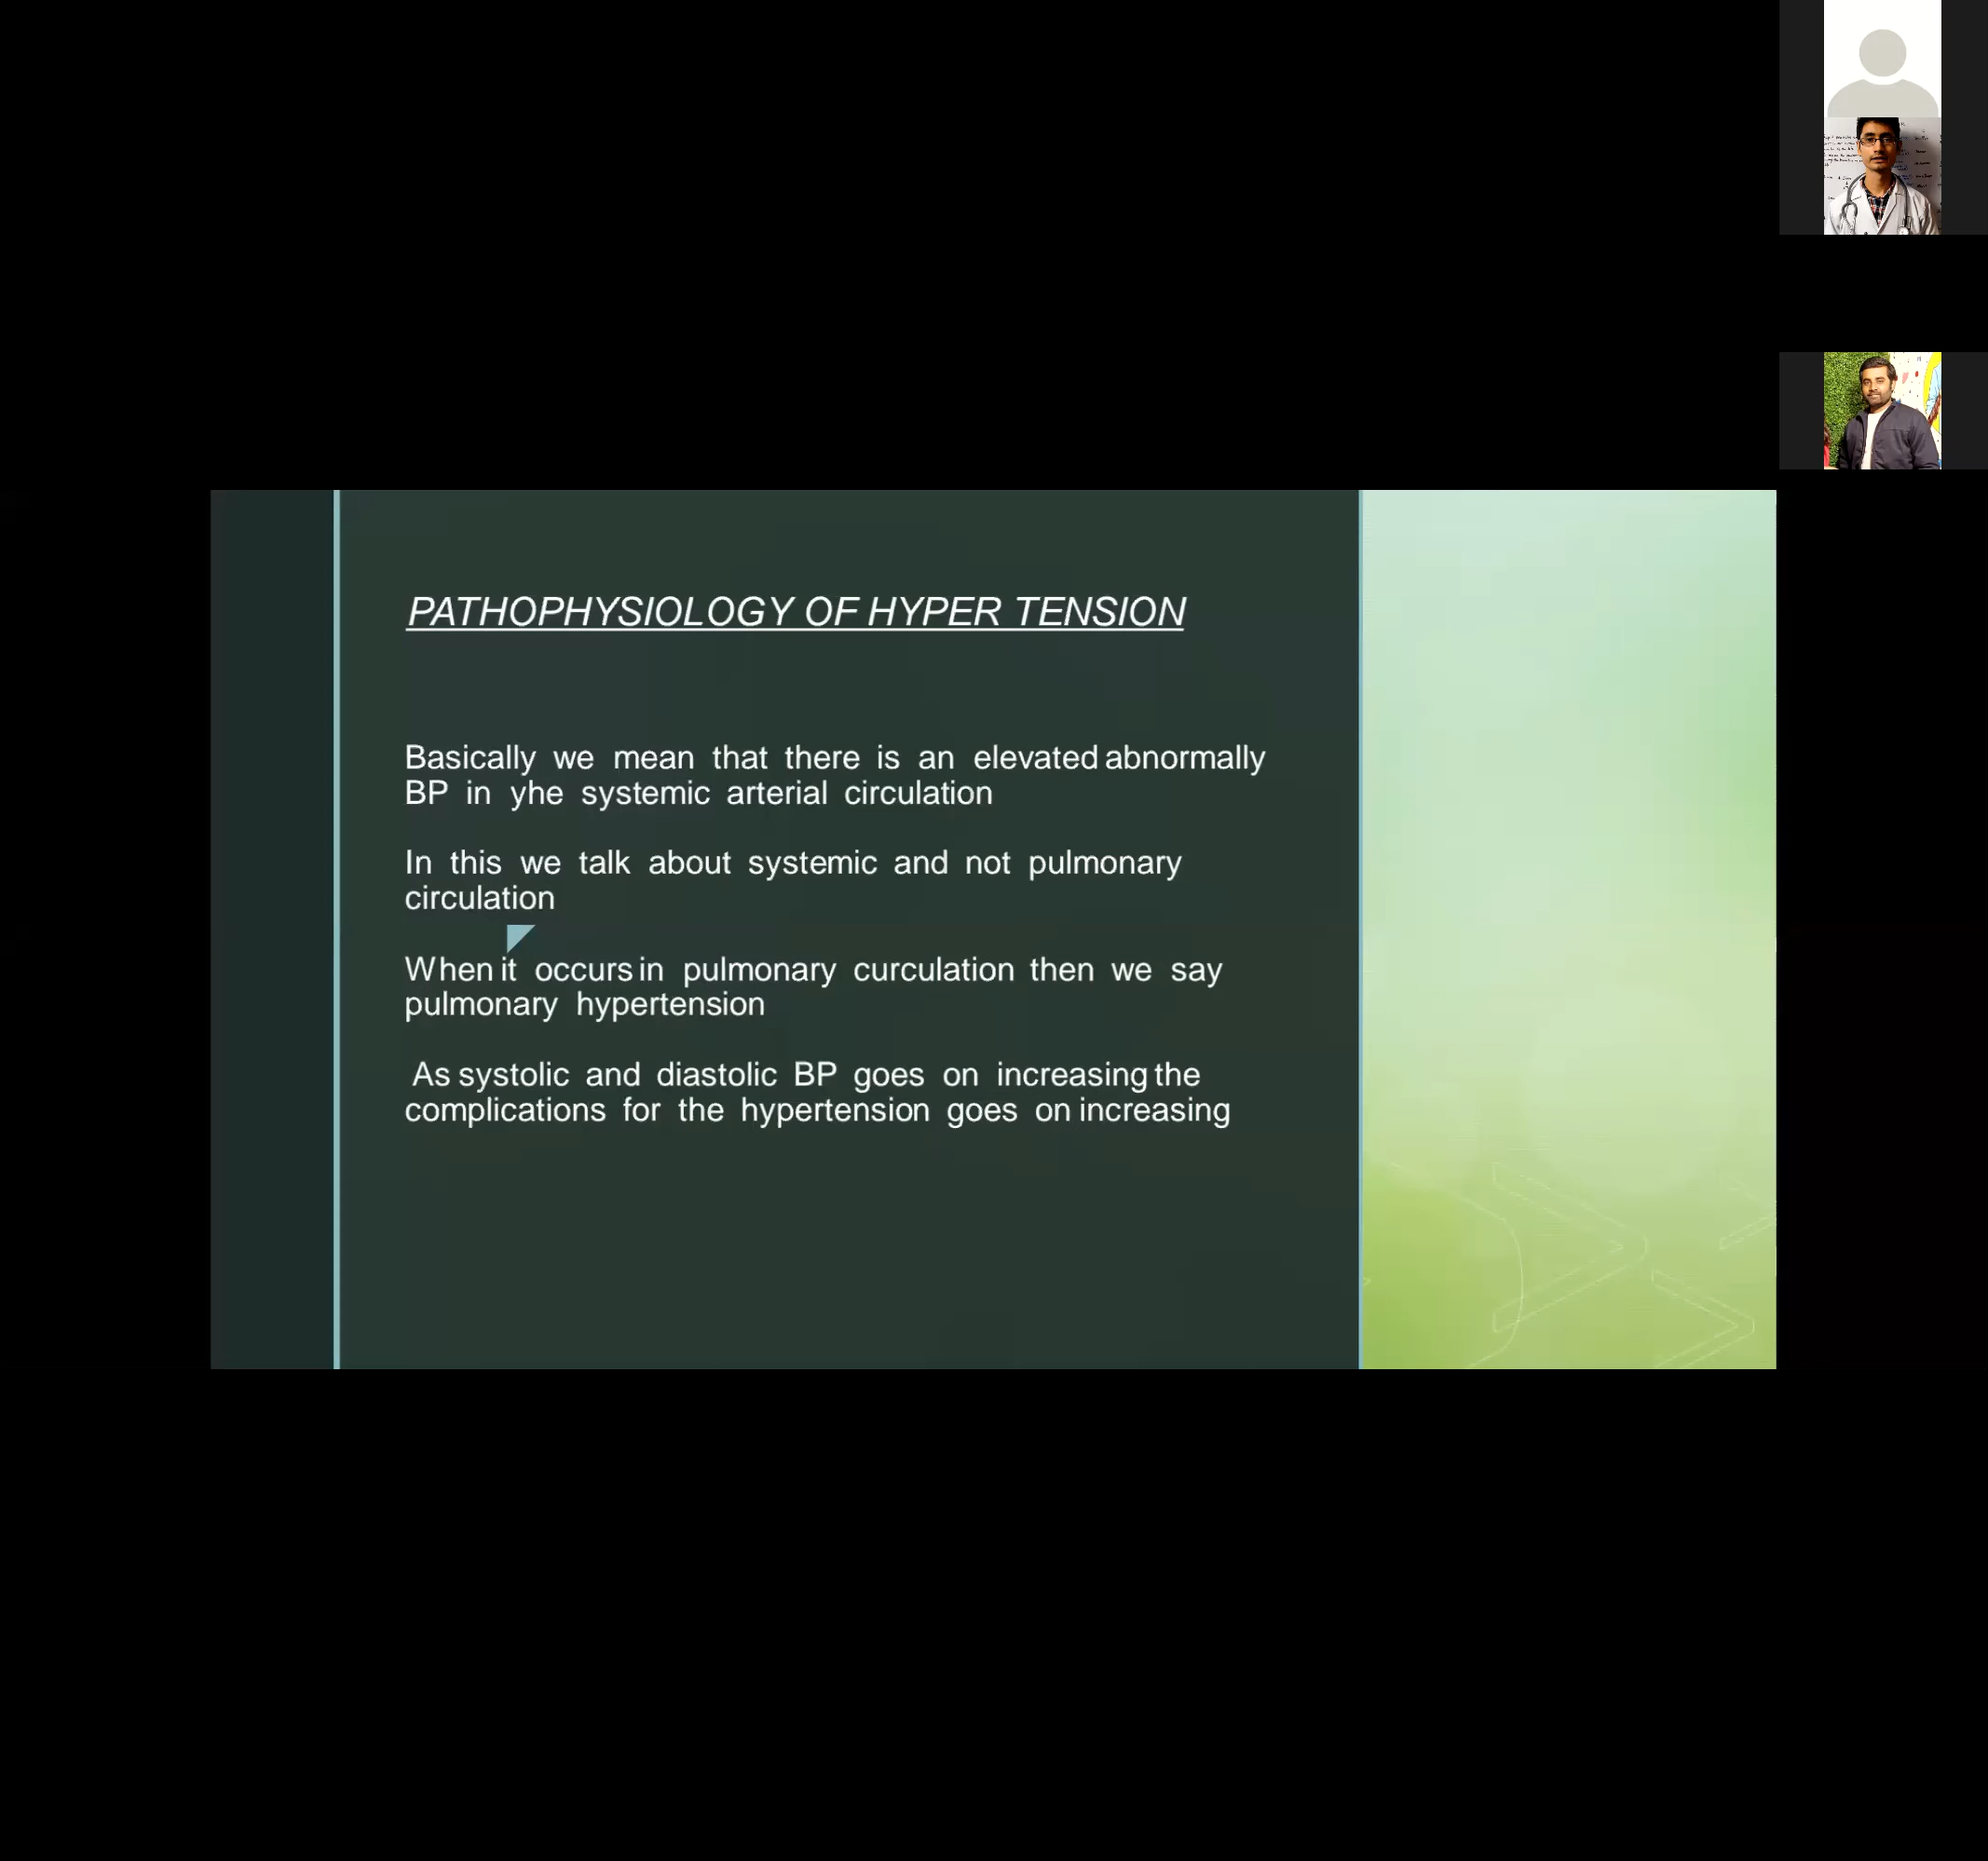 PATHOPHYSIOLOGY OF HYPER TENSION
Basically we mean that there is an elevated abnormally
BP in yhe systemic arterial circulation
In this we talk about systemic and not pulmonary
circulation
When it occurs in pulmonary curculation then we say
pulmonary hypertension
As systolic and diastolic BP goes on increasing the
complications for the hypertension goes on increasing